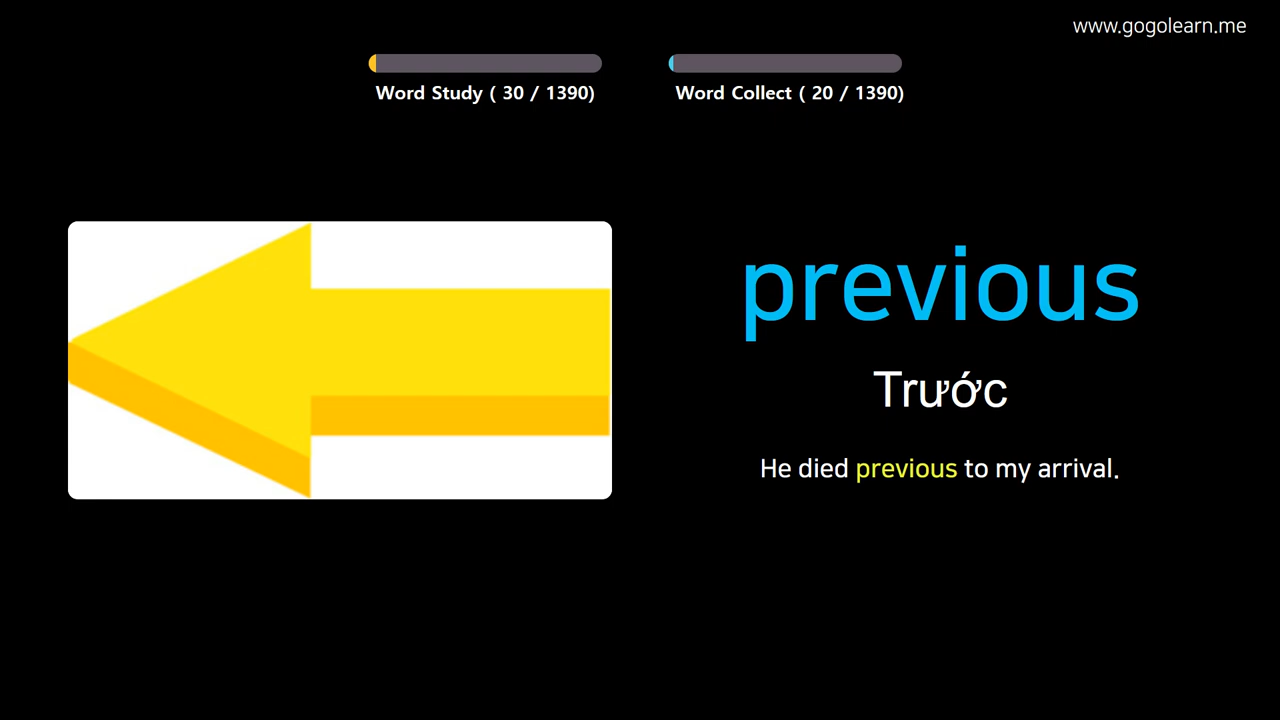 www.gogolearn.me
Word Study ( 30 / 1390)
Word Collect ( 20 / 1390)
previous
Trước
He died previous to my arrival.